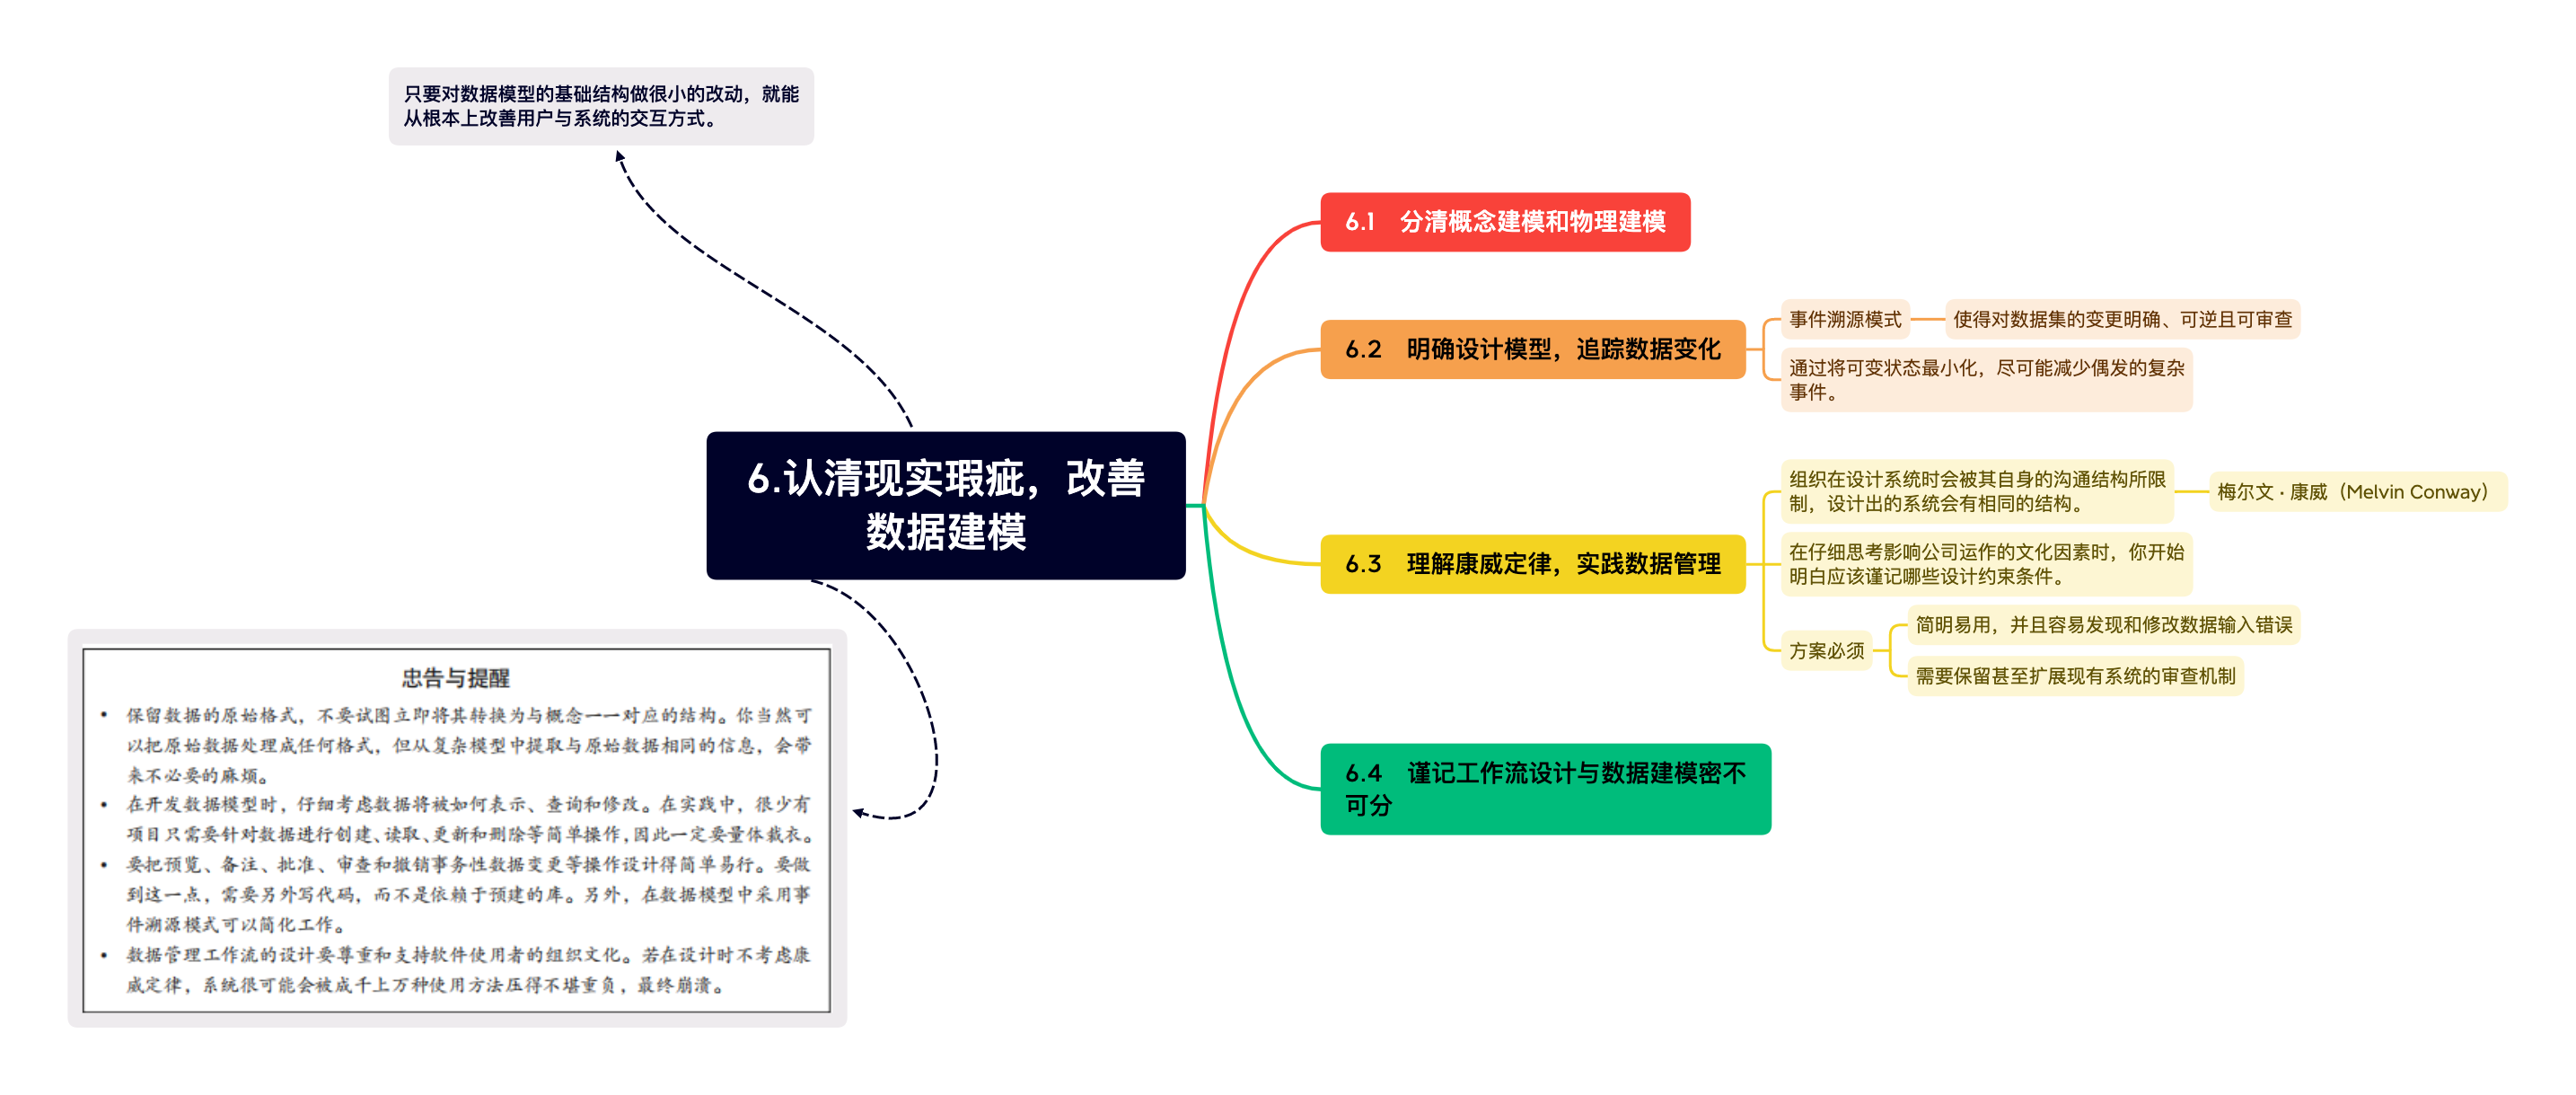 只要对数据模型的基础结构做很小的改动，就能
从根本上改善用户与系统的交互方式。
6.认清现实瑕疵，改善
数据建模
6.1 分清概念建模和物理建模
6.2 明确设计模型，追踪数据变化
事件溯源模式
使得对数据集的变更明确、可逆且可审查
通过将可变状态最小化，尽可能减少偶发的复杂
事件。
6.3 理解康威定律，实践数据管理
组织在设计系统时会被其自身的沟通结构所限
制，设计出的系统会有相同的结构。
梅尔文·康威（Melvin Conway）
在仔细思考影响公司运作的文化因素时，你开始
明白应该谨记哪些设计约束条件。
方案必须
简明易用，并且容易发现和修改数据输入错误
需要保留甚至扩展现有系统的审查机制
6.4 谨记工作流设计与数据建模密不
可分
忠告与提醒
• 保留数据的原始格式，不要试图立即将其转换为与概念一一对应的结构。你当然可
以把原始数据处理成任何格式，但从复杂模型中提取与原始数据相同的信息，会带
来不必要的麻烦。
• 在开发数据模型时，仔细考虑数据将被如何表示、查询和修改。在实践中，很少有
项目只需要针对数据进行创建、读取、更新和删除等简单操作，因此一定要量体裁衣。
• 要把预览、备注、批准、审查和撤销事务性数据变更等操作设计得简单易行。要做
到这一点，需要另外写代码，而不是依赖于预建的库。另外，在数据模型中采用事
件溯源模式可以简化工作。
• 数据管理工作流的设计要尊重和支持软件使用者的组织文化。若在设计时不考虑康
威定律，系统很可能会被成千上万种使用方法压得不堪重负，最终崩溃。